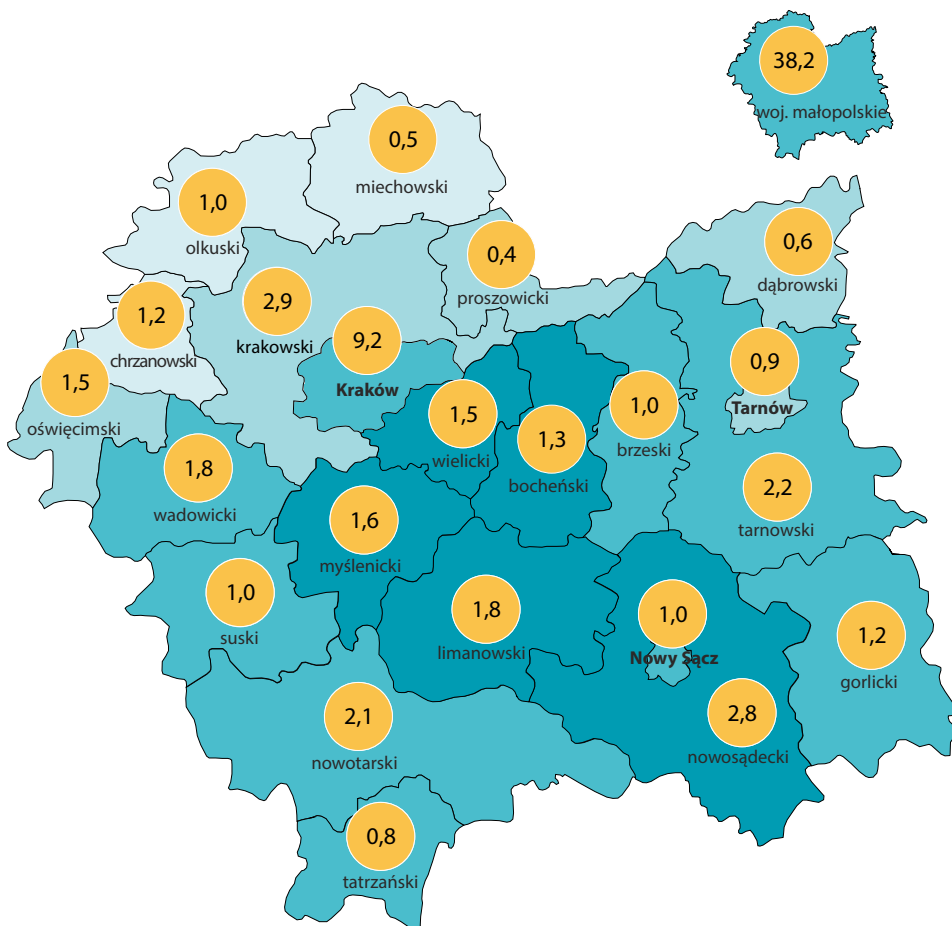 38,2
woj. małopolskie
0,5
miechowski
1,0
olkuski
0,6
dąbrowski
0,4
proszowicki
2,9
krakowski
1,2
chrzanowski
9,2
Kraków
0,9
Tarnów
1,5
oświęcimski
1,5
wielicki
1,0
brzeski
1,3
bocheński
1,8
wadowicki
2,2
tarnowski
1,6
myślenicki
1,0
suski
1,8
limanowski
1,0
Nowy Sącz
1,2
gorlicki
2,1
nowotarski
2,8
nowosądecki
0,8
tatrzański